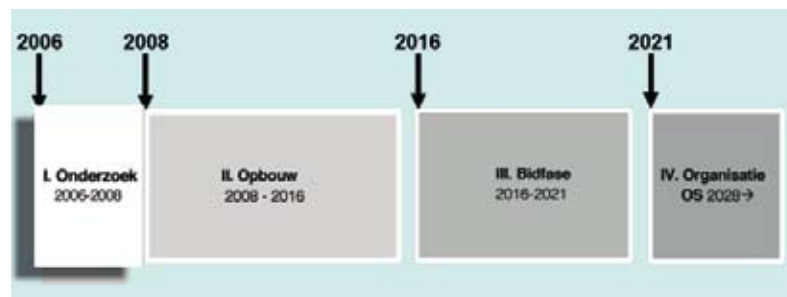 2006 2008 2016 2021
I. Onderzoek
2006-2008
II. Opbouw
2008 - 2016
III. Bidfase
2016-2021
IV. Organisatie
OS 2028→